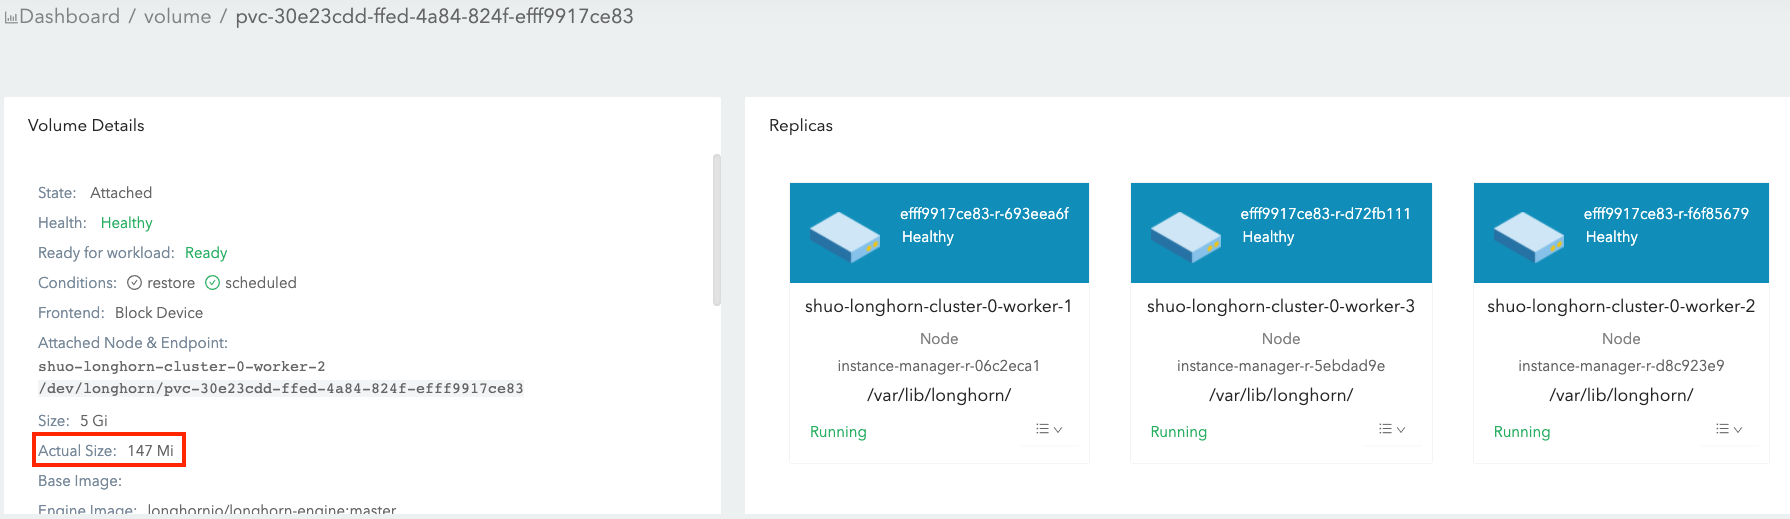 Dashboard / volume / pvc-30e23cdd-ffed-4a84-824f-efff9917ce83
Volume Details
State: Attached
Health: Healthy
Ready for workload: Ready
Conditions: restore scheduled
Frontend: Block Device
Attached Node & Endpoint:
shuo-longhorn-cluster-0-worker-2
/dev/longhorn/pvc-30e23cdd-ffed-4a84-824f-efff9917ce83
Size: 5 Gi
Actual Size: 147 Mi
Base Image:
Engine Image: longhornio/longhorn-engine:master
Replicas
efff9917ce83-r-693eea6f
Healthy
shuo-longhorn-cluster-0-worker-1
Node
instance-manager-r-06c2eca1
/var/lib/longhorn/
Running
efff9917ce83-r-d72fb111
Healthy
shuo-longhorn-cluster-0-worker-3
Node
instance-manager-r-5ebdad9e
/var/lib/longhorn/
Running
efff9917ce83-r-f6f85679
Healthy
shuo-longhorn-cluster-0-worker-2
Node
instance-manager-r-d8c923e9
/var/lib/longhorn/
Running